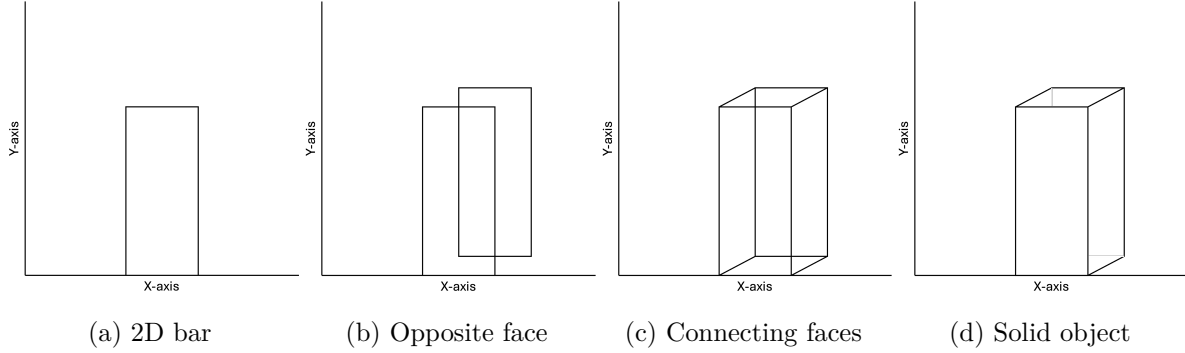 Y-axis
X-axis
(a) 2D bar
Y-axis
X-axis
(b) Opposite face
Y-axis
X-axis
(c) Connecting faces
Y-axis
X-axis
(d) Solid object